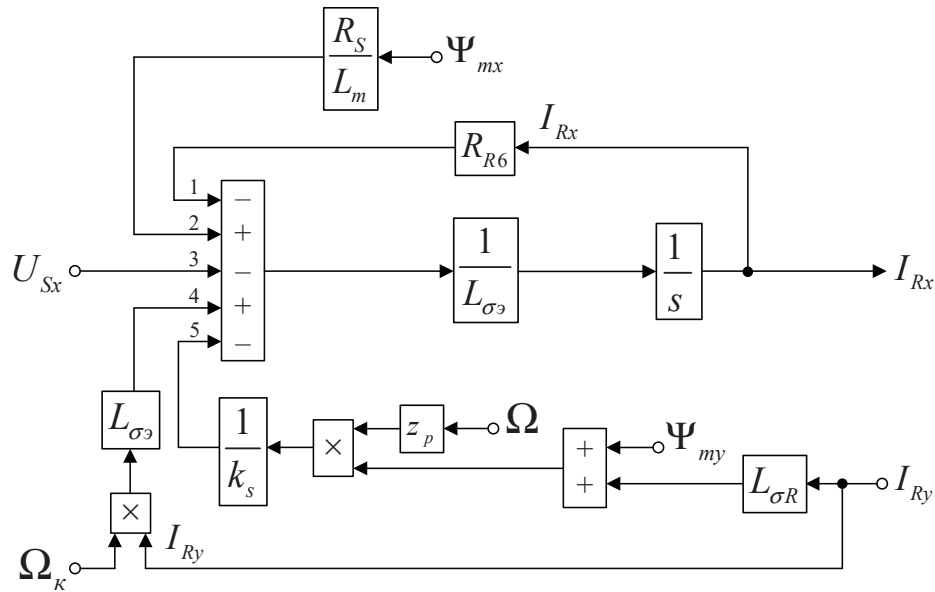 R_S
Ψ_mx
L_m
I_Rx
R_R6
1 −
2 +
U_Sx 3 −
4 +
5 −
1
L_σэ
1
s
I_Rx
L_σэ
1
k_s
×
z_p
Ω
Ψ_my
+
+
L_σR
I_Ry
×
I_Ry
Ω_к